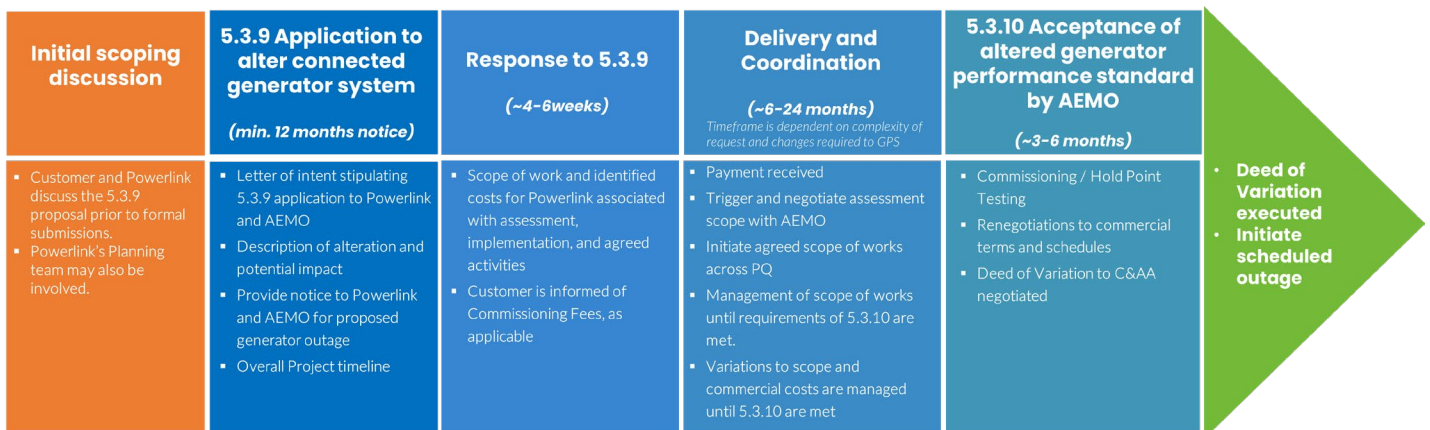 Initial scoping
discussion
▪ Customer and Powerlink
discuss the 5.3.9
proposal prior to formal
submissions.
▪ Powerlink's Planning
team may also be
involved.
5.3.9 Application to
alter connected
generator system
(min. 12 months notice)
▪ Letter of intent stipulating
5.3.9 application to Powerlink
and AEMO
▪ Description of alteration and
potential impact
▪ Provide notice to Powerlink
and AEMO for proposed
generator outage
▪ Overall Project timeline
Response to 5.3.9
(~4-6weeks)
▪ Scope of work and identified
costs for Powerlink associated
with assessment,
implementation, and agreed
activities
▪ Customer is informed of
Commissioning Fees, as
applicable
Delivery and
Coordination
(~6-24 months)
Timeframe is dependent on complexity of
request and changes required to GPS
▪ Payment received
▪ Trigger and negotiate assessment
scope with AEMO
▪ Initiate agreed scope of works
across PQ
▪ Management of scope of works
until requirements of 5.3.10 are
met.
▪ Variations to scope and
commercial costs are managed
until 5.3.10 are met
5.3.10 Acceptance of
altered generator
performance standard
by AEMO
(~3-6 months)
▪ Commissioning / Hold Point
Testing
▪ Renegotiations to commercial
terms and schedules
▪ Deed of Variation to C&AA
negotiated
• Deed of
Variation
executed
• Initiate
scheduled
outage